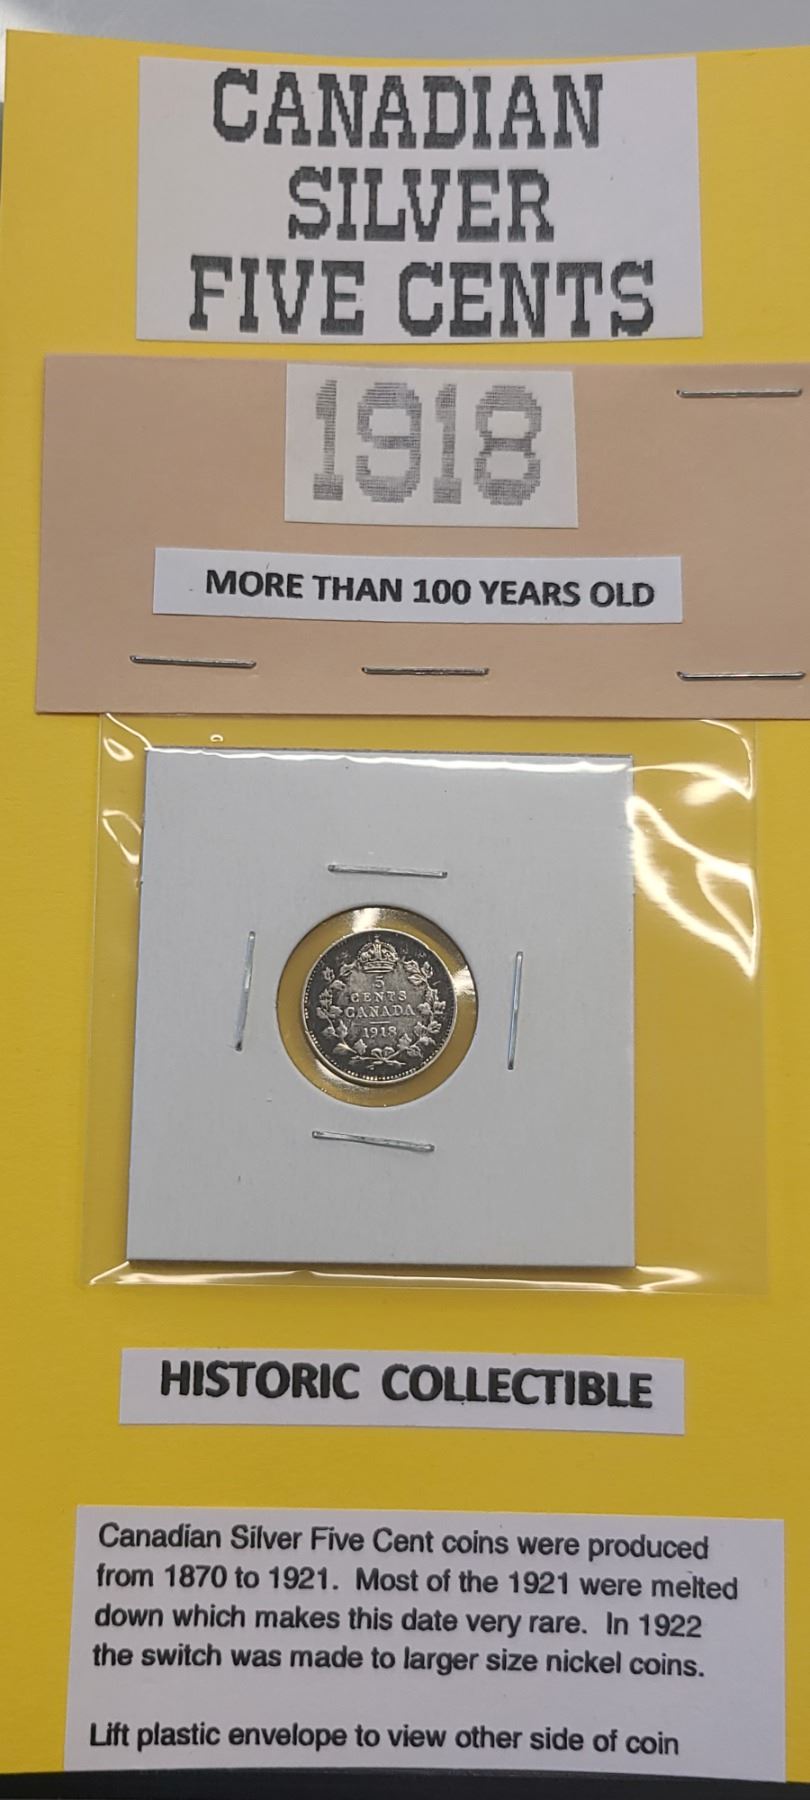 CANADIAN
SILVER
FIVE CENTS
1918
MORE THAN 100 YEARS OLD
5
CENTS
CANADA
1918
HISTORIC COLLECTIBLE
Canadian Silver Five Cent coins were produced
from 1870 to 1921. Most of the 1921 were melted
down which makes this date very rare. In 1922
the switch was made to larger size nickel coins.
Lift plastic envelope to view other side of coin